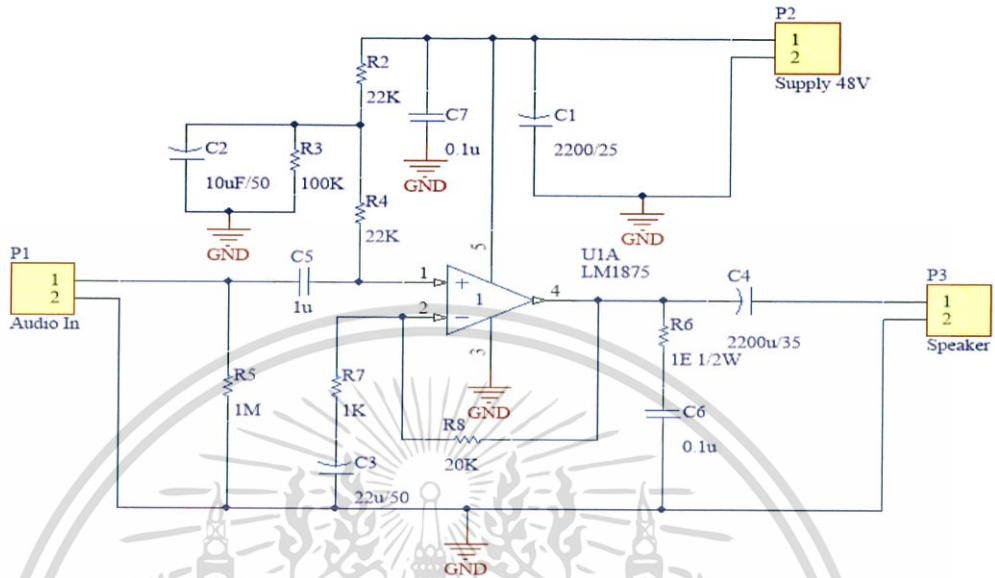 P2
1
2
Supply 48V
R2
22K
C7
0.1u
GND
C1
2200/25
GND
C2
10uF/50
R3
100K
GND
R4
22K
P1
1
2
Audio In
C5
1u
R5
1M
1
2
+
−
1
5
3
4
U1A
LM1875
GND
R7
1K
C3
22u/50
R8
20K
R6
1E 1/2W
C6
0.1u
C4
2200u/35
P3
1
2
Speaker
GND